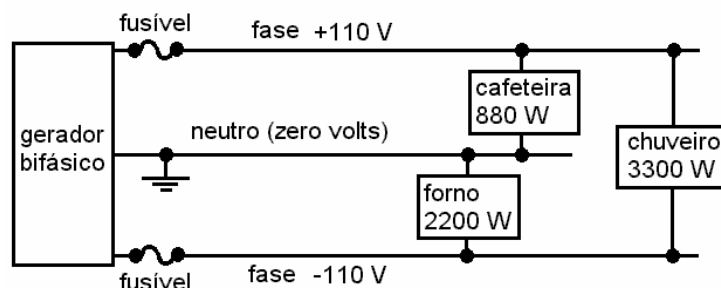 fusível
fase +110 V
cafeteira
880 W
gerador
bifásico
neutro (zero volts)
chuveiro
3300 W
forno
2200 W
fusível
fase -110 V